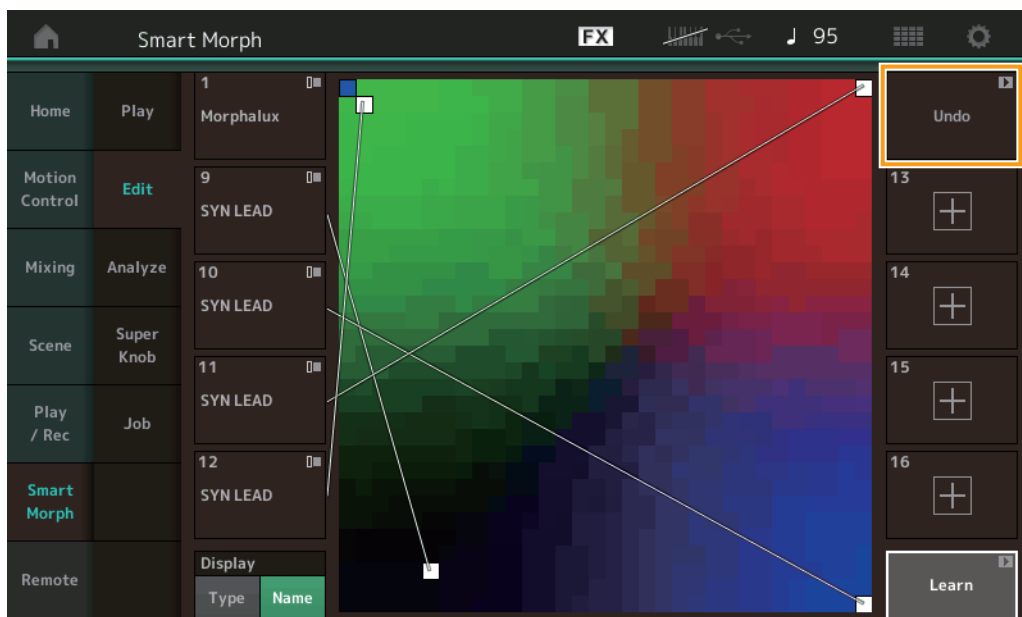 Smart Morph
FX
95
Home
Play
Motion
Control
Edit
Mixing
Analyze
Scene
Super
Knob
Play
/ Rec
Job
Smart
Morph
Remote
1
Morphalux
9
SYN LEAD
10
SYN LEAD
11
SYN LEAD
12
SYN LEAD
Display
Type
Name
Undo
13
14
15
16
Learn